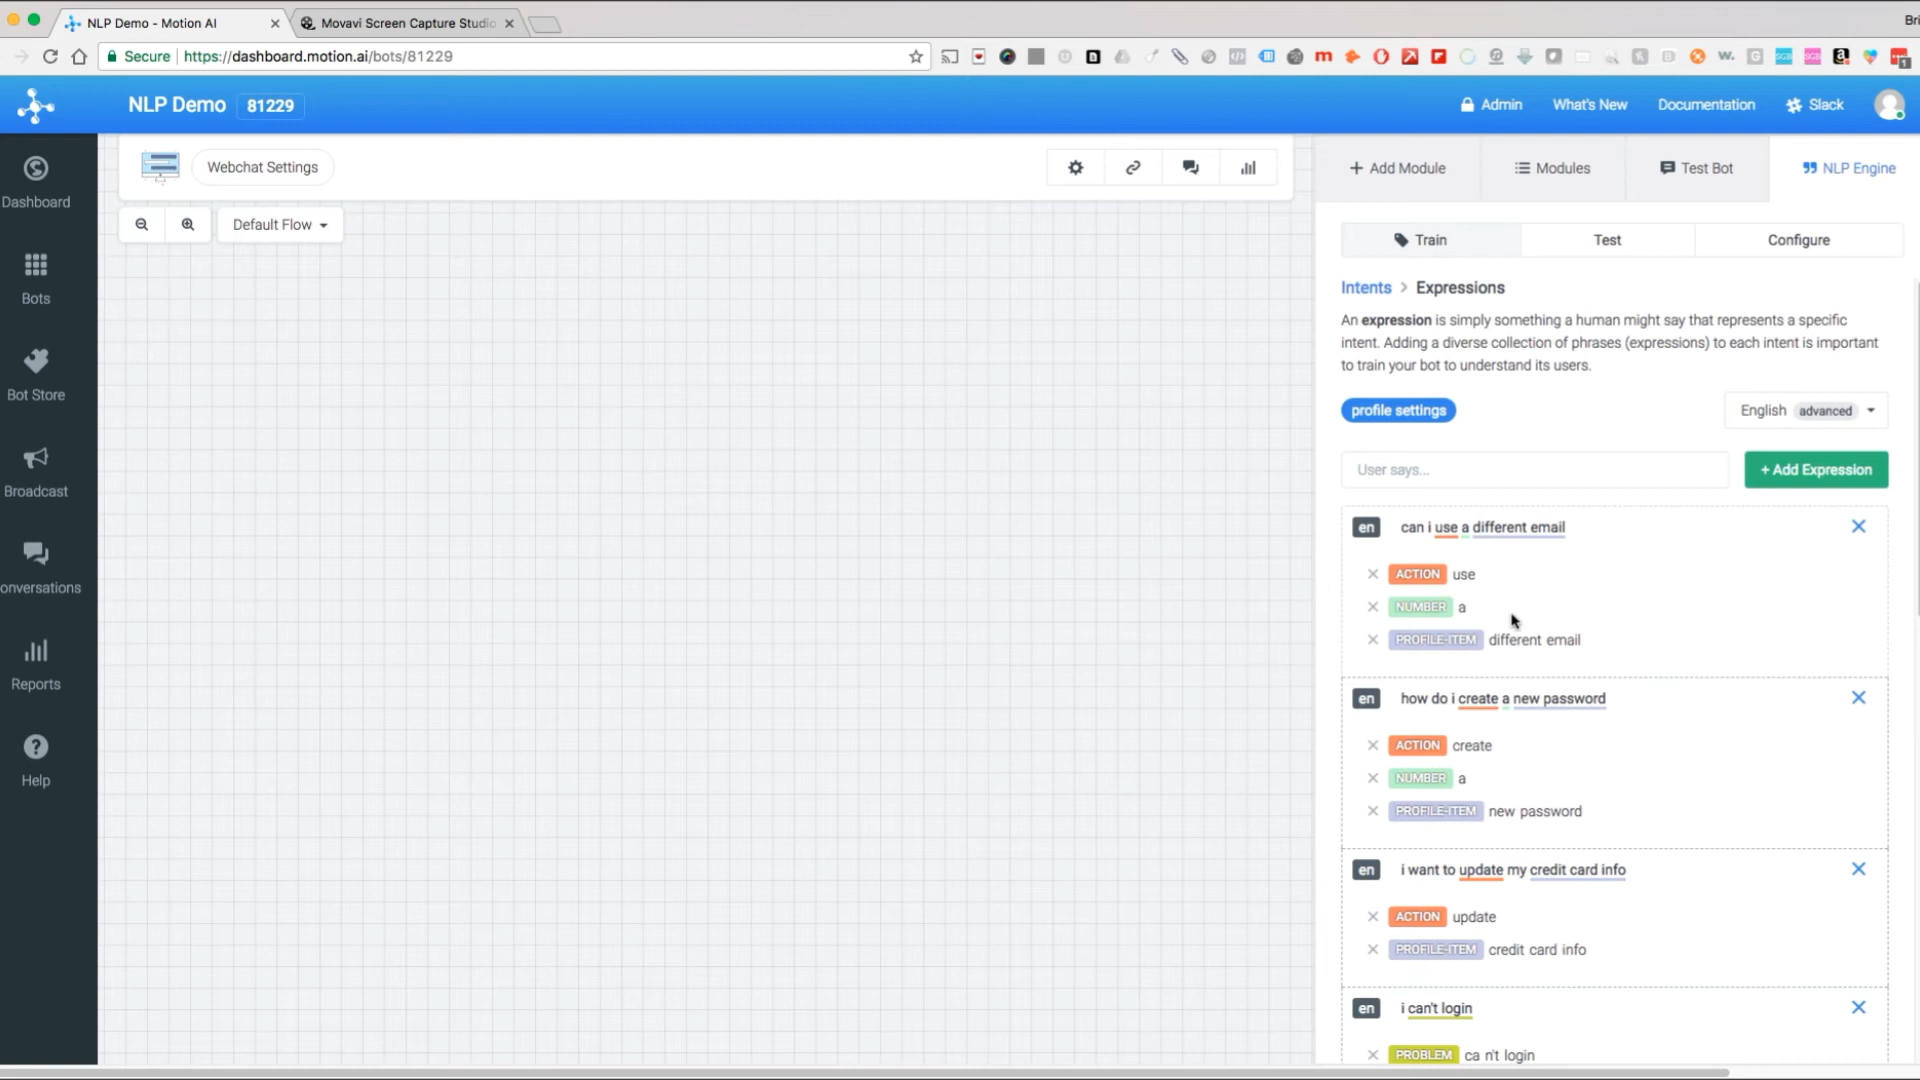 NLP Demo - Motion AI
Movavi Screen Capture Studio
Bri
Secure
https://dashboard.motion.ai/bots/81229
NLP Demo
81229
Admin
What's New
Documentation
Slack
Dashboard
Bots
Bot Store
Broadcast
onversations
Reports
Help
Webchat Settings
Default Flow
+ Add Module
Modules
Test Bot
NLP Engine
Train
Test
Configure
Intents > Expressions
An expression is simply something a human might say that represents a specific
intent. Adding a diverse collection of phrases (expressions) to each intent is important
to train your bot to understand its users.
profile settings
English advanced
User says...
+ Add Expression
en can i use a different email
ACTION use
NUMBER a
PROFILE-ITEM different email
en how do i create a new password
ACTION create
NUMBER a
PROFILE-ITEM new password
en i want to update my credit card info
ACTION update
PROFILE-ITEM credit card info
en i can't login
PROBLEM ca n't login